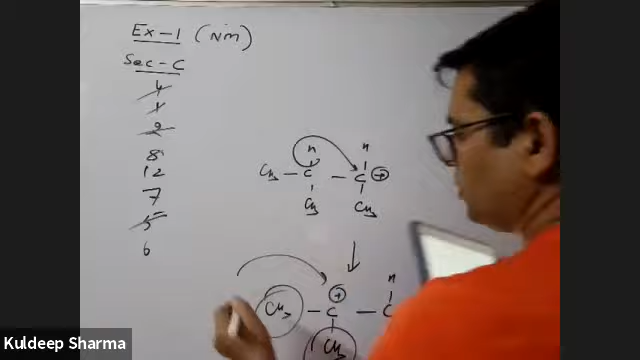 Ex-1 (NM)
Sec-C
4
1
2
8
12
7
5
6
H H
CH3 - C - C ⊕
CH3 CH3
⊕ H
CH3 - C - C
CH3
Kuldeep Sharma